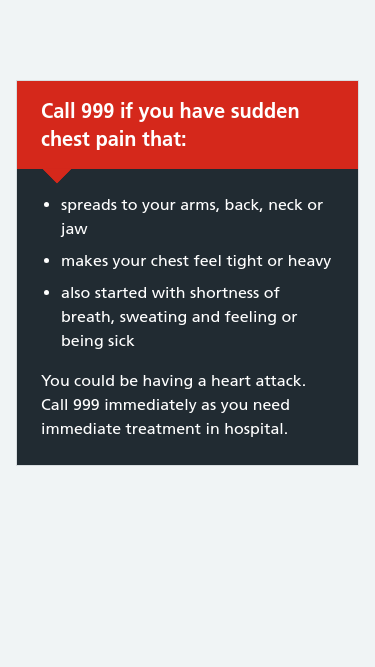 Call 999 if you have sudden
chest pain that:
• spreads to your arms, back, neck or
jaw
• makes your chest feel tight or heavy
• also started with shortness of
breath, sweating and feeling or
being sick
You could be having a heart attack.
Call 999 immediately as you need
immediate treatment in hospital.